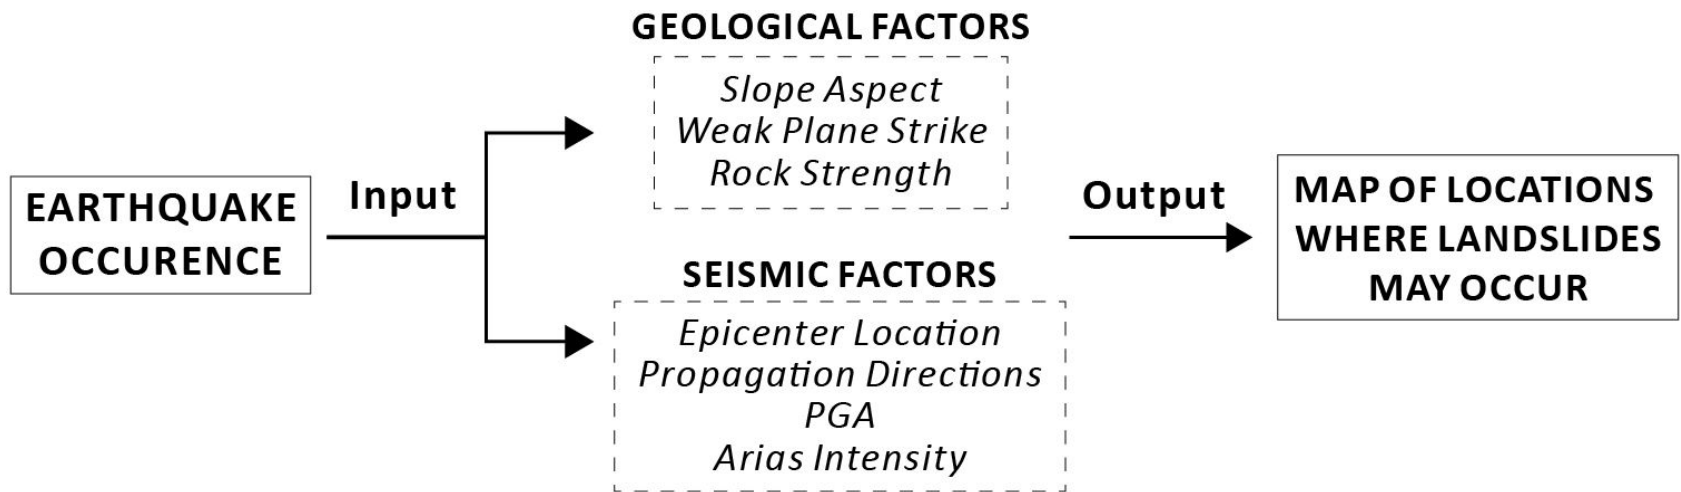 EARTHQUAKE
OCCURENCE
Input
GEOLOGICAL FACTORS
Slope Aspect
Weak Plane Strike
Rock Strength
SEISMIC FACTORS
Epicenter Location
Propagation Directions
PGA
Arias Intensity
Output
MAP OF LOCATIONS
WHERE LANDSLIDES
MAY OCCUR